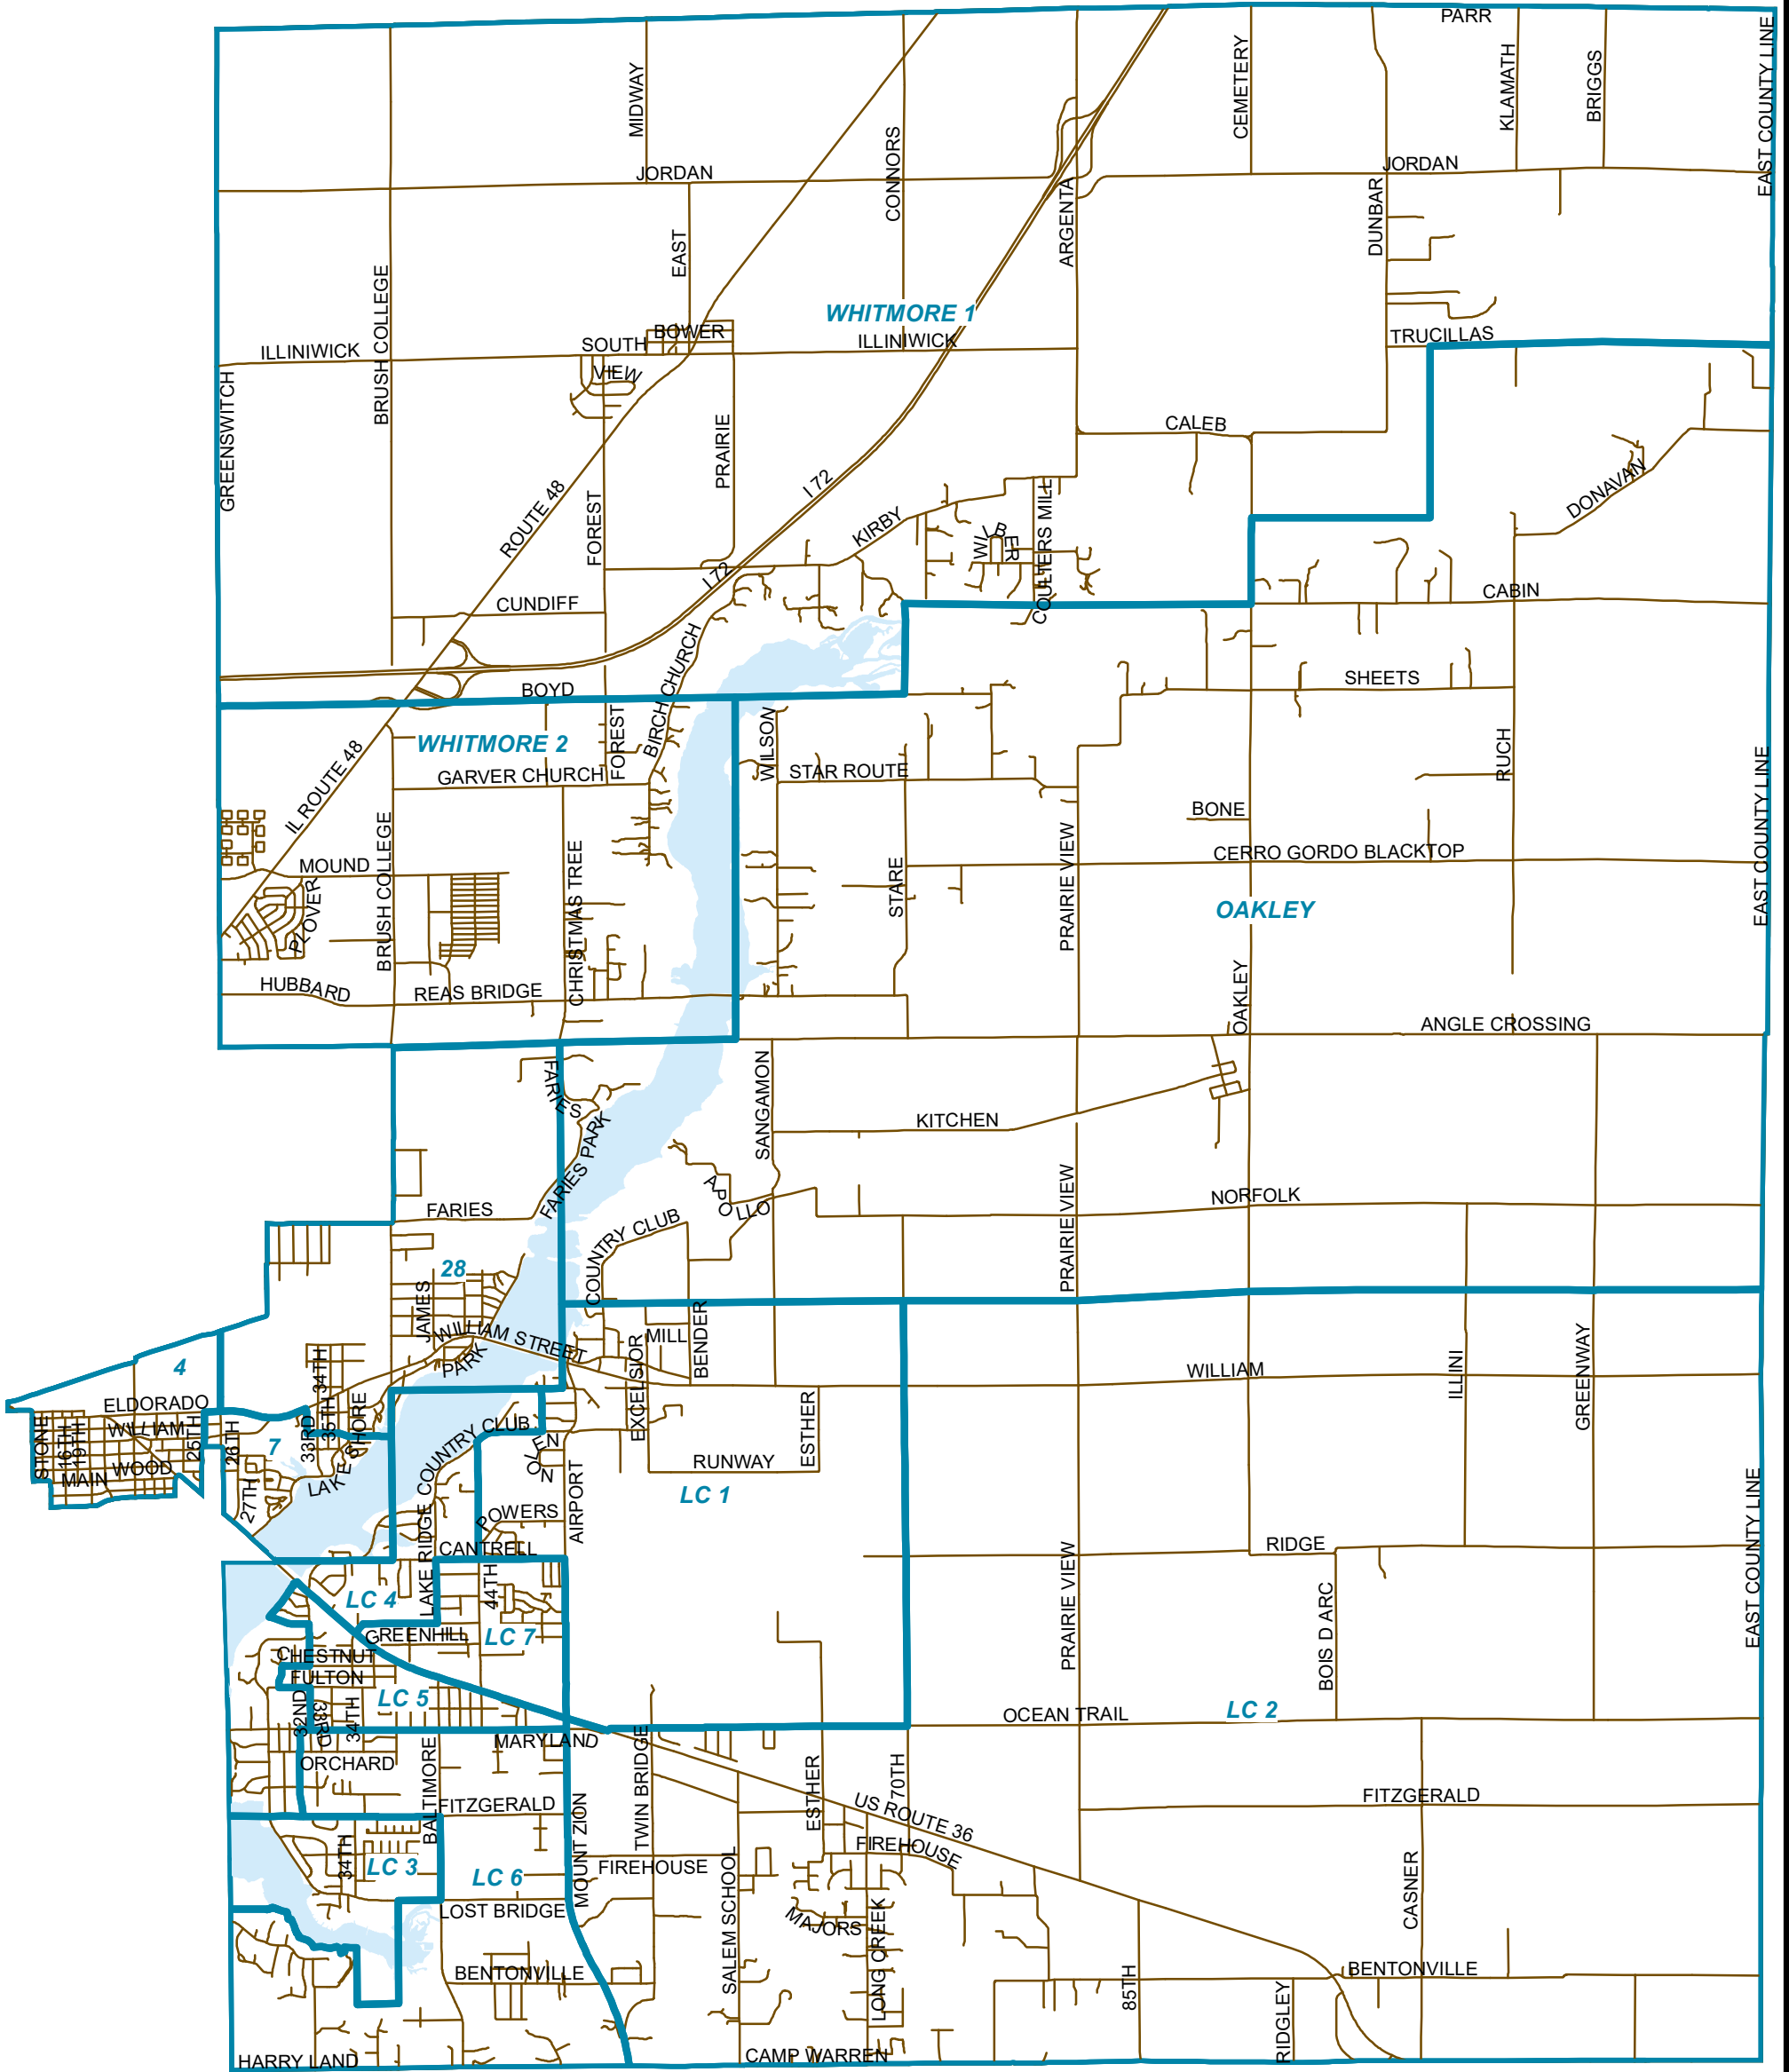 PARR
MIDWAY
CEMETERY
KLAMATH
BRIGGS
EAST COUNTY LINE
JORDAN
CONNORS
JORDAN
ARGENTA
DUNBAR
EAST
BRUSH COLLEGE
WHITMORE 1
ILLINIWICK
SOUTH
BOWER
ILLINIWICK
TRUCILLAS
VIEW
GREENSWITCH
PRAIRIE
CALEB
I 72
ROUTE 48
FOREST
KIRBY
WILBER
COULTERS MILL
DONAVAN
I 72
CUNDIFF
CABIN
BIRCH CHURCH
BOYD
SHEETS
WHITMORE 2
FOREST
WILSON
STAR ROUTE
RUCH
EAST COUNTY LINE
GARVER CHURCH
IL ROUTE 48
BONE
MOUND
BRUSH COLLEGE
CHRISTMAS TREE
CERRO GORDO BLACKTOP
STARE
PRAIRIE VIEW
OAKLEY
PLOVER
HUBBARD
REAS BRIDGE
OAKLEY
ANGLE CROSSING
FARIES
SANGAMON
KITCHEN
FARIES PARK
APOLLO
FARIES
COUNTRY CLUB
PRAIRIE VIEW
NORFOLK
28
JAMES
WILLIAM STREET
PARK
EXCELSIOR
MILL
BENDER
WILLIAM
ILLINI
GREENWAY
4
34TH
ELDORADO
WILLIAM
25TH
26TH
7
33RD
35TH
LAKE SHORE
STONE
16TH
19TH
WOOD
MAIN
27TH
COUNTRY CLUB
LAKE RIDGE
NOLEN
AIRPORT
RUNWAY
ESTHER
LC 1
POWERS
CANTRELL
EAST COUNTY LINE
RIDGE
PRAIRIE VIEW
BOIS D ARC
LC 4
44TH
GREENHILL
LC 7
CHESTNUT
FULTON
LC 5
32ND
33RD
34TH
OCEAN TRAIL
LC 2
MARYLAND
ORCHARD
BALTIMORE
TWIN BRIDGE
ESTHER
70TH
US ROUTE 36
FITZGERALD
FITZGERALD
MOUNT ZION
34TH
LC 3
LC 6
FIREHOUSE
FIREHOUSE
SALEM SCHOOL
LOST BRIDGE
MAJORS
LONG CREEK
CASNER
BENTONVILLE
BENTONVILLE
85TH
RIDGLEY
HARRY LAND
CAMP WARREN